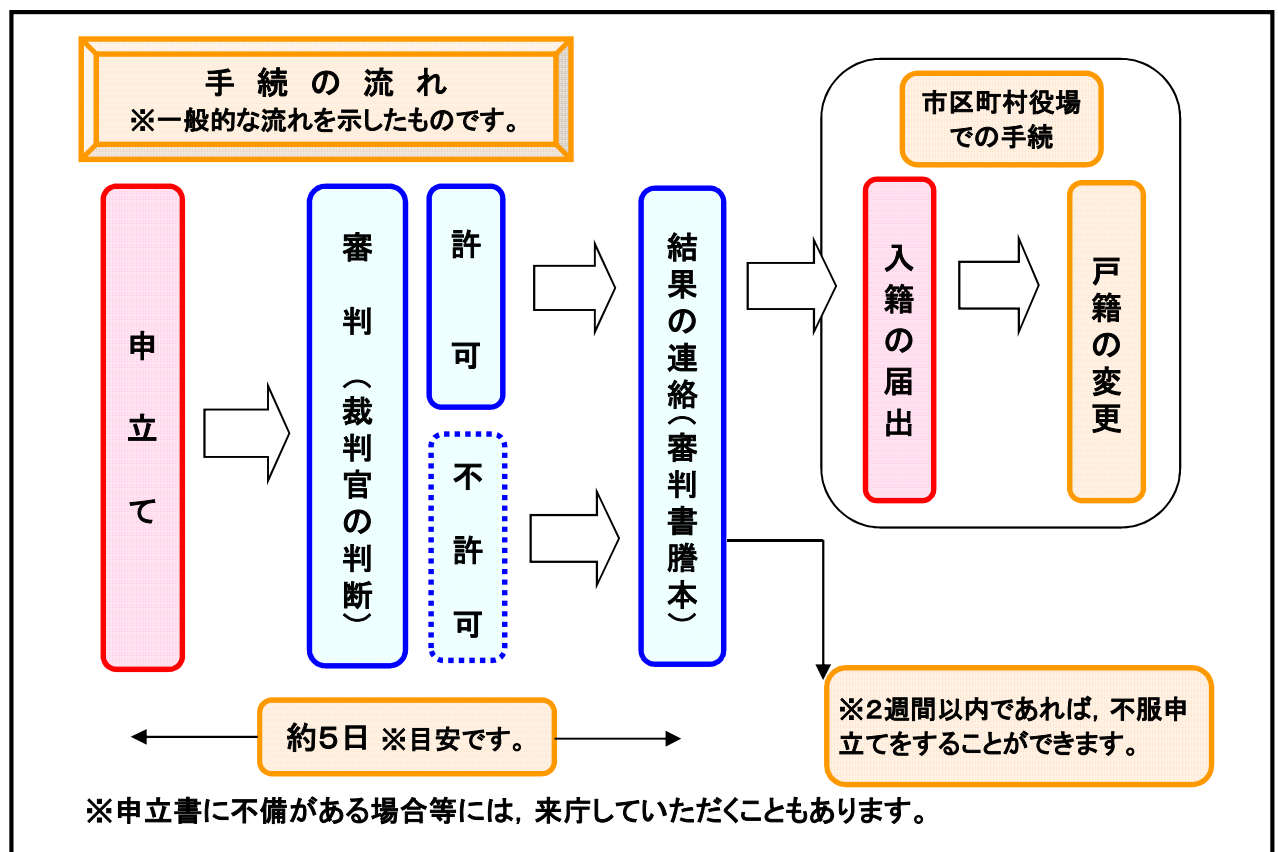 手続の流れ
※一般的な流れを示したものです。
申立て
審判（裁判官の判断）
許可
不許可
結果の連絡（審判書謄本）
市区町村役場
での手続
入籍の届出
戸籍の変更
※２週間以内であれば，不服申
立てをすることができます。
約５日 ※目安です。
※申立書に不備がある場合等には，来庁していただくこともあります。